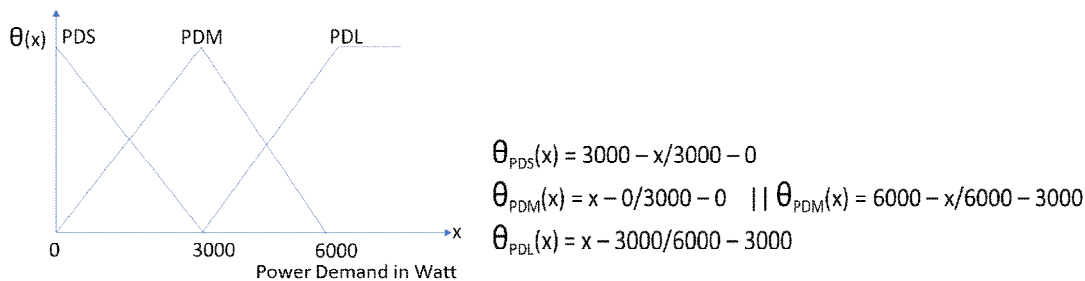 θ(x) PDS PDM PDL
0 3000 6000 x
Power Demand in Watt
θPDS(x) = 3000 – x/3000 – 0
θPDM(x) = x – 0/3000 – 0 || θPDM(x) = 6000 – x/6000 – 3000
θPDL(x) = x – 3000/6000 – 3000